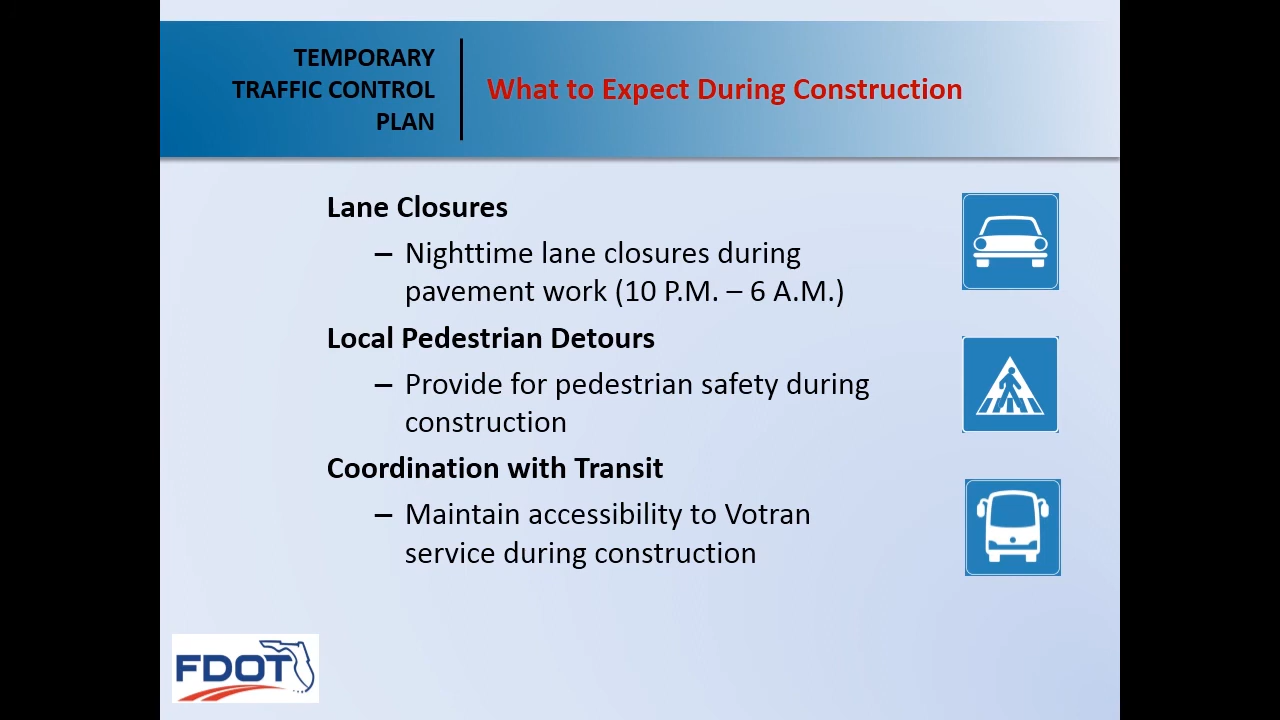 TEMPORARY
TRAFFIC CONTROL
PLAN
What to Expect During Construction
Lane Closures
– Nighttime lane closures during
pavement work (10 P.M. – 6 A.M.)
Local Pedestrian Detours
– Provide for pedestrian safety during
construction
Coordination with Transit
– Maintain accessibility to Votran
service during construction
FDOT